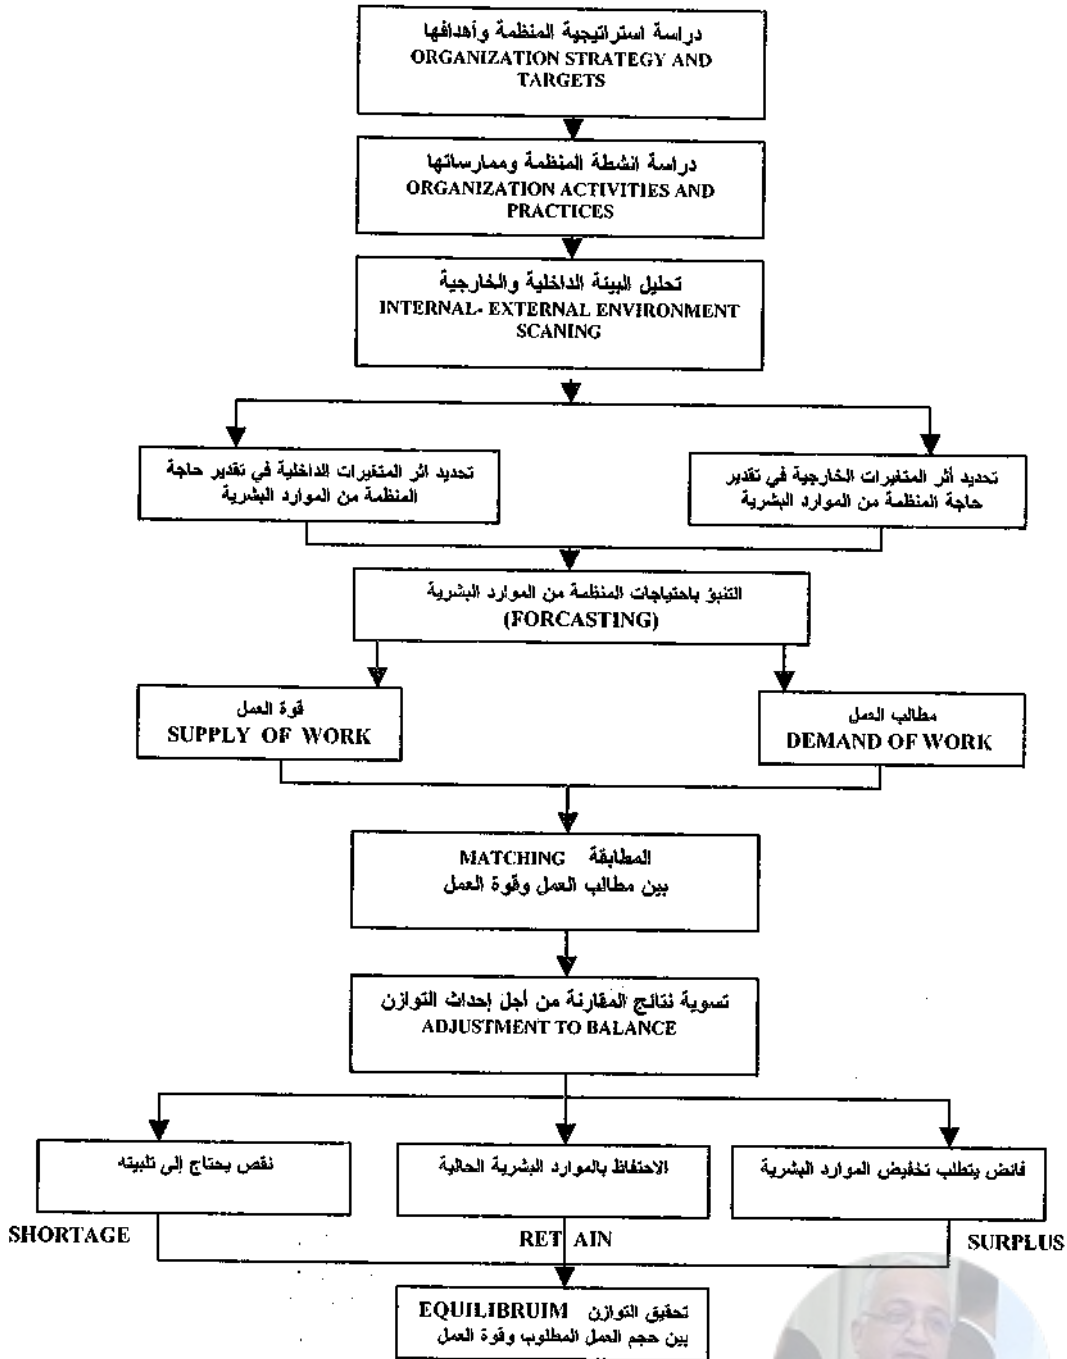 دراسة استراتيجية المنظمة وأهدافها
ORGANIZATION STRATEGY AND
TARGETS
دراسة انشطة المنظمة وممارساتها
ORGANIZATION ACTIVITIES AND
PRACTICES
تحليل البيئة الداخلية والخارجية
INTERNAL- EXTERNAL ENVIRONMENT
SCANING
تحديد أثر المتغيرات الخارجية في تقدير
حاجة المنظمة من الموارد البشرية
تحديد اثر المتغيرات الداخلية في تقدير حاجة
المنظمة من الموارد البشرية
التنبؤ باحتياجات المنظمة من الموارد البشرية
(FORCASTING)
مطالب العمل
DEMAND OF WORK
قوة العمل
SUPPLY OF WORK
المطابقة MATCHING
بين مطالب العمل وقوة العمل
تسوية نتائج المقارنة من أجل إحداث التوازن
ADJUSTMENT TO BALANCE
فائض يتطلب تخفيض الموارد البشرية
SURPLUS
الاحتفاظ بالموارد البشرية الحالية
RETAIN
نقص يحتاج إلى تلبيته
SHORTAGE
تحقيق التوازن EQUILIBRUIM
بين حجم العمل المطلوب وقوة العمل